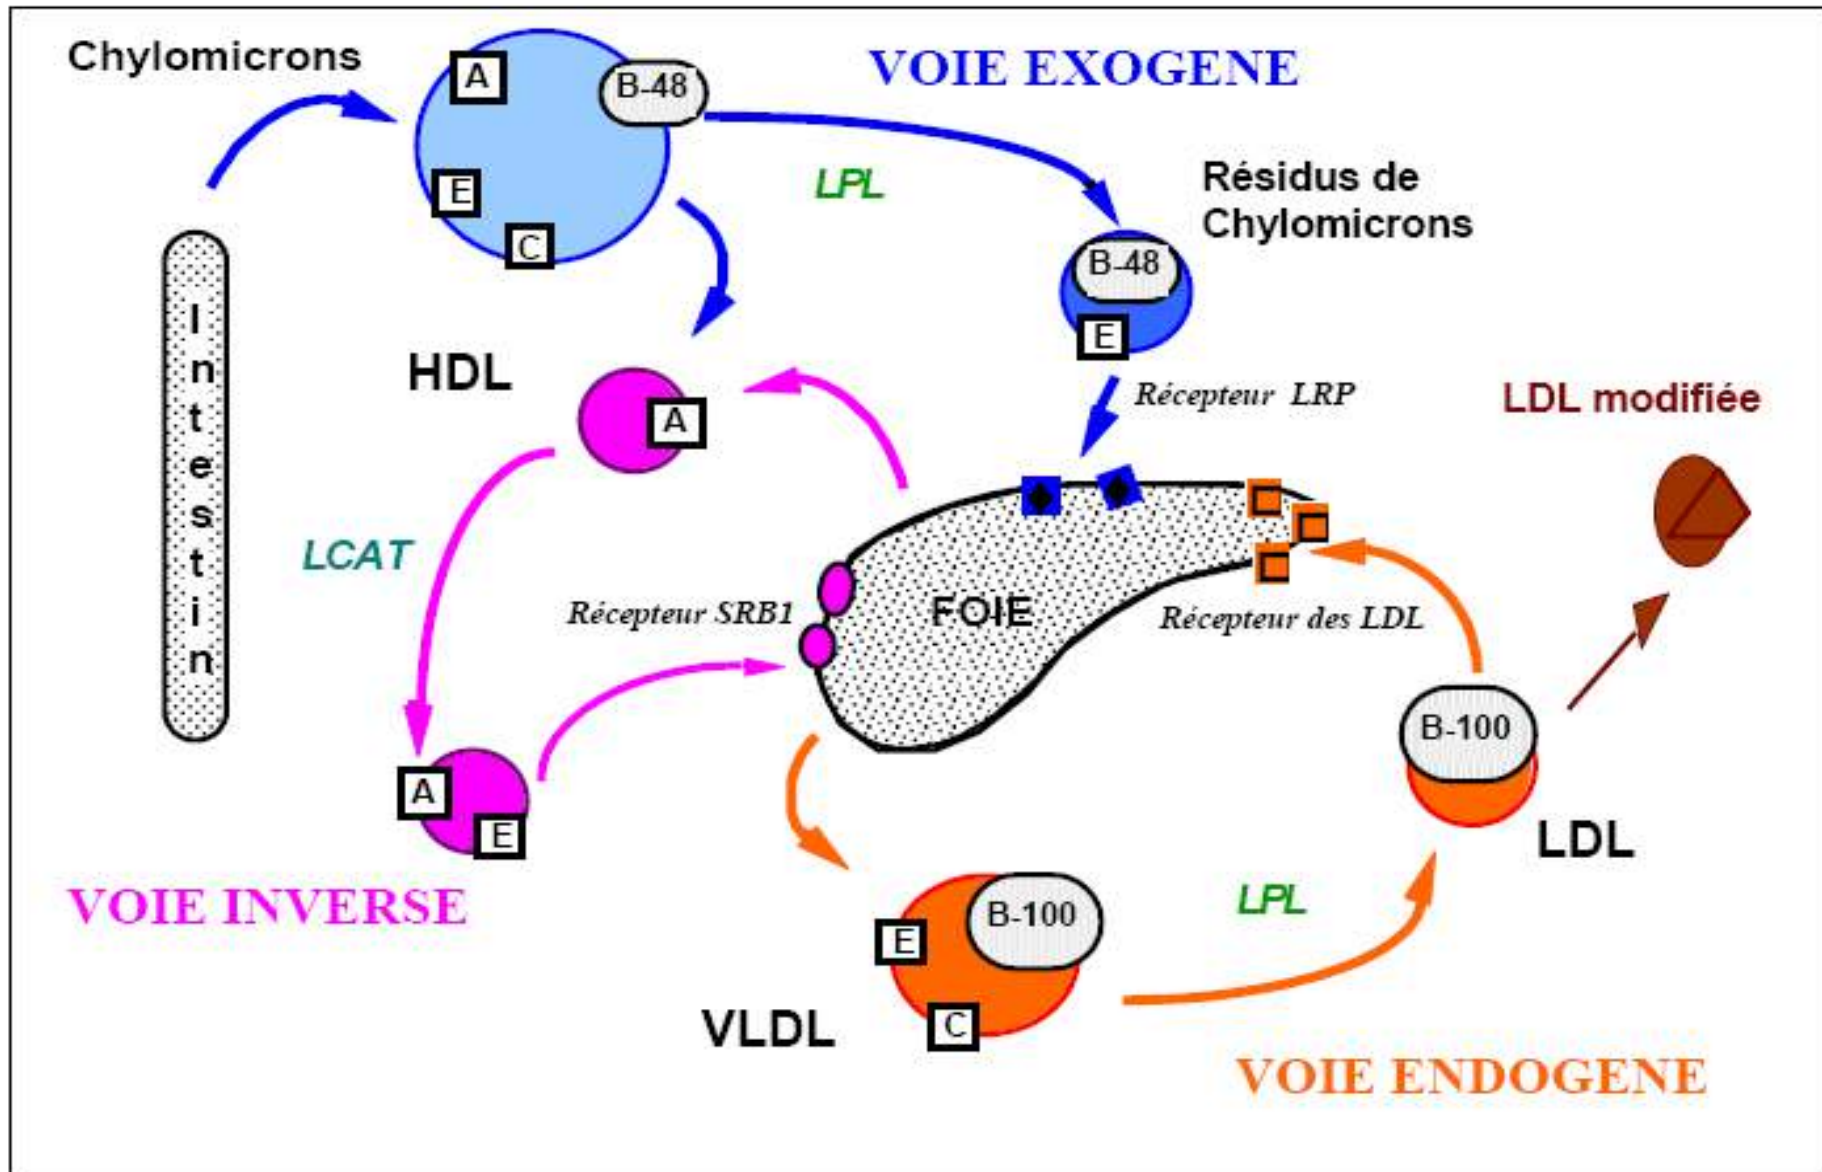 Chylomicrons
A
B-48
VOIE EXOGENE
E
C
LPL
Résidus de
Chylomicrons
B-48
E
Intestin
HDL
A
Récepteur LRP
LDL modifiée
LCAT
Récepteur SRB1
FOIE
Récepteur des LDL
B-100
LDL
A
E
VOIE INVERSE
B-100
E
C
VLDL
LPL
VOIE ENDOGENE